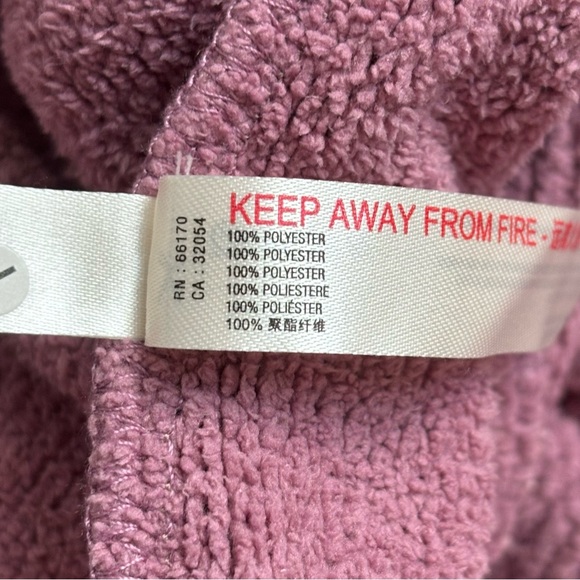 RN : 66170
CA : 32054
KEEP AWAY FROM FIRE -
100% POLYESTER
100% POLYESTER
100% POLYESTER
100% POLIESTERE
100% POLIÉSTER
100% 聚酯纤维